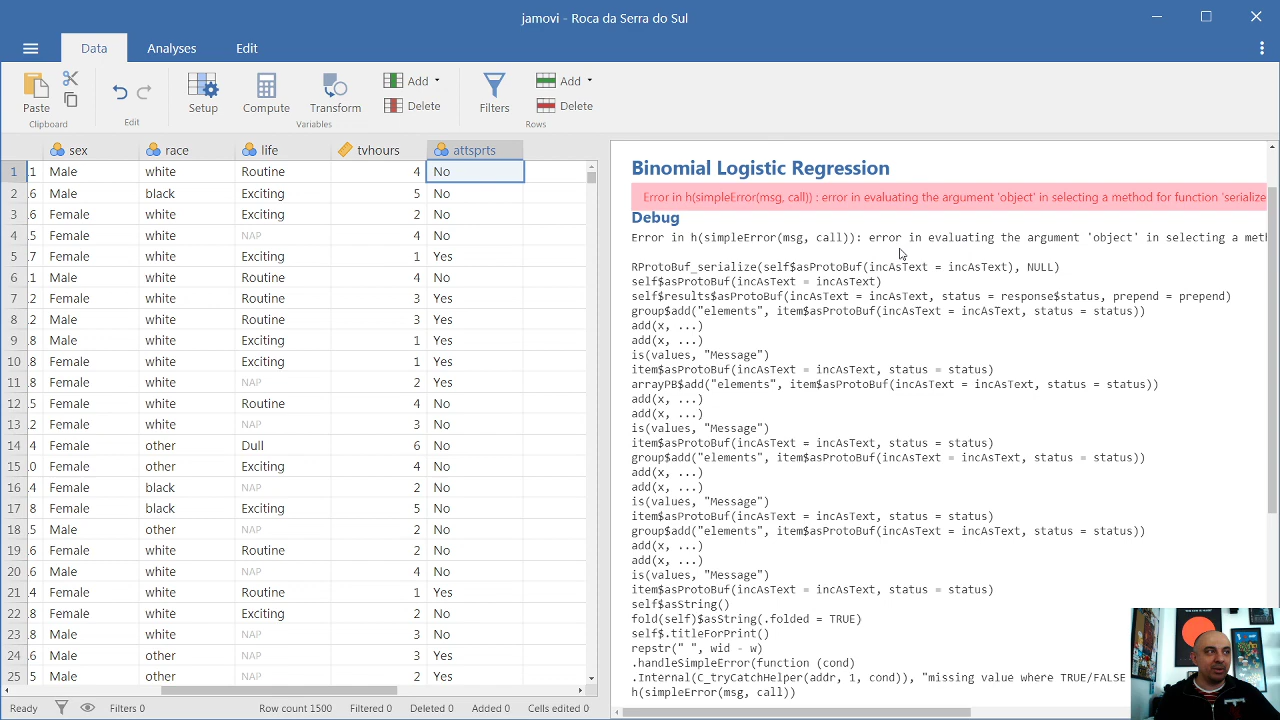 jamovi - Roca da Serra do Sul
Data Analyses Edit
Paste Setup Compute Transform Add Delete Filters Add Delete
Clipboard Edit Variables Rows
sex race life tvhours attsprts
1 .1 Male white Routine 4 No
2 .6 Male black Exciting 5 No
3 .6 Female white Exciting 2 No
4 .5 Female white NAP 4 No
5 .7 Female white Exciting 1 Yes
6 .1 Male white Routine 4 No
7 .2 Female white Routine 3 Yes
8 .2 Male white Routine 3 Yes
9 .8 Male white Exciting 1 Yes
10 .8 Female white Exciting 1 Yes
11 .8 Female white NAP 2 Yes
12 .5 Female white Routine 4 No
13 .2 Female white NAP 3 No
14 .4 Female other Dull 6 No
15 .0 Female other Exciting 4 No
16 .4 Female black NAP 2 No
17 .8 Female black Exciting 5 No
18 .5 Male other NAP 2 No
19 .6 Female white Routine 2 No
20 .6 Male white NAP 4 No
21 .4 Female white Routine 1 Yes
22 .8 Female white Exciting 2 No
23 .8 Male white NAP 3 No
24 .6 Male other NAP 3 Yes
25 .5 Male other NAP 2 No
Ready Filters 0 Row count 1500 Filtered 0 Deleted 0 Added Cells edited 0
Binomial Logistic Regression
Error in h(simpleError(msg, call)) : error in evaluating the argument 'object' in selecting a method for function 'serialize
Debug
Error in h(simpleError(msg, call)): error in evaluating the argument 'object' in selecting a meth
RProtoBuf_serialize(self$asProtoBuf(incAsText = incAsText), NULL)
self$asProtoBuf(incAsText = incAsText)
self$results$asProtoBuf(incAsText = incAsText, status = response$status, prepend = prepend)
group$add("elements", item$asProtoBuf(incAsText = incAsText, status = status))
add(x, ...)
add(x, ...)
is(values, "Message")
item$asProtoBuf(incAsText = incAsText, status = status)
arrayPB$add("elements", item$asProtoBuf(incAsText = incAsText, status = status))
add(x, ...)
add(x, ...)
is(values, "Message")
item$asProtoBuf(incAsText = incAsText, status = status)
group$add("elements", item$asProtoBuf(incAsText = incAsText, status = status))
add(x, ...)
add(x, ...)
is(values, "Message")
item$asProtoBuf(incAsText = incAsText, status = status)
group$add("elements", item$asProtoBuf(incAsText = incAsText, status = status))
add(x, ...)
add(x, ...)
is(values, "Message")
item$asProtoBuf(incAsText = incAsText, status = status)
self$asString()
fold(self)$asString(.folded = TRUE)
self$.titleForPrint()
repstr(" ", wid - w)
.handleSimpleError(function (cond)
.Internal(C_tryCatchHelper(addr, 1, cond)), "missing value where TRUE/FALSE
h(simpleError(msg, call))